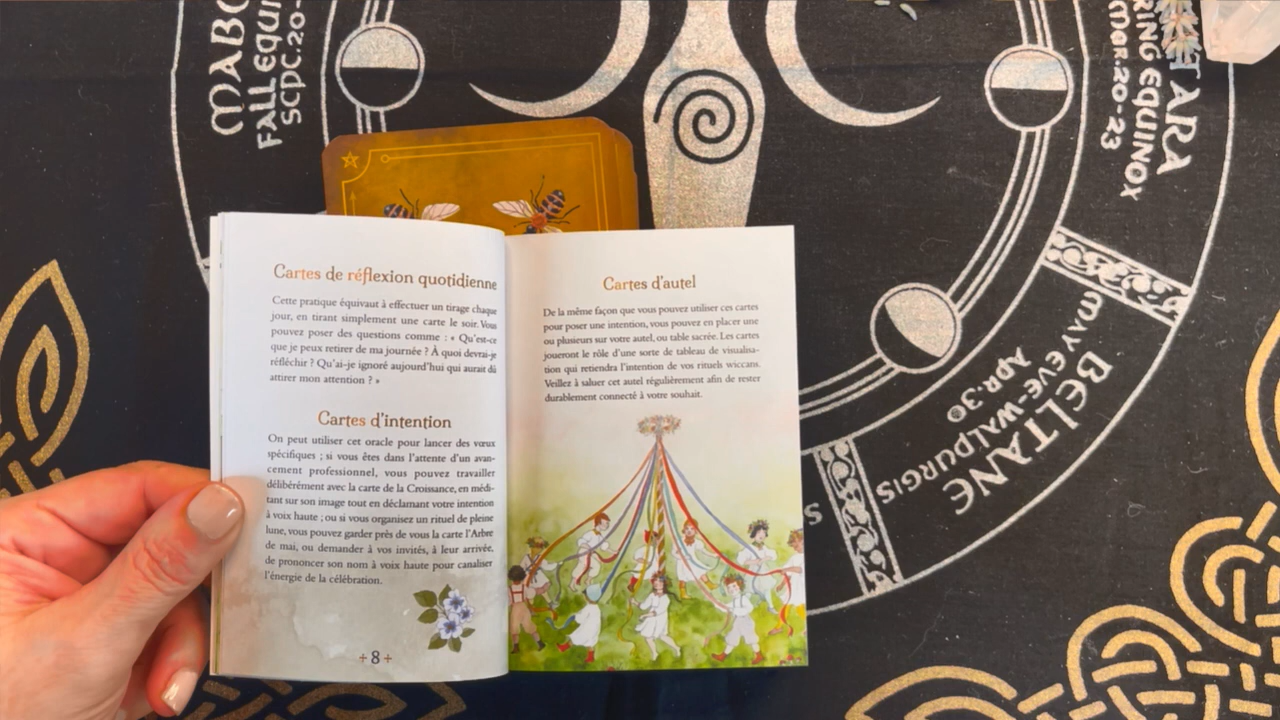 MABO
FALL EQUI
SCPC.20-
TARA
RING EQUINOX
MAR.20-23
BELTANE
MAY EVE-WALPURGIS
APR.30
S
Cartes de réflexion quotidienne
Cette pratique équivaut à effectuer un tirage chaque
jour, en tirant simplement une carte le soir. Vous
pouvez poser des questions comme : « Qu'est-ce
que je peux retirer de ma journée ? À quoi devrai-je
réfléchir ? Qu'ai-je ignoré aujourd'hui qui aurait dû
attirer mon attention ? »
Cartes d'intention
On peut utiliser cet oracle pour lancer des vœux
spécifiques ; si vous êtes dans l'attente d'un avan-
cement professionnel, vous pouvez travailler
délibérément avec la carte de la Croissance, en médi-
tant sur son image tout en déclamant votre intention
à voix haute ; ou si vous organisez un rituel de pleine
lune, vous pouvez garder près de vous la carte l'Arbre
de mai, ou demander à vos invités, à leur arrivée,
de prononcer son nom à voix haute pour canaliser
l'énergie de la célébration.
+8+
Cartes d'autel
De la même façon que vous pouvez utiliser ces cartes
pour poser une intention, vous pouvez en placer une
ou plusieurs sur votre autel, ou table sacrée. Les cartes
joueront le rôle d'une sorte de tableau de visualisa-
tion qui retiendra l'intention de vos rituels wiccans.
Veillez à saluer cet autel régulièrement afin de rester
durablement connecté à votre souhait.